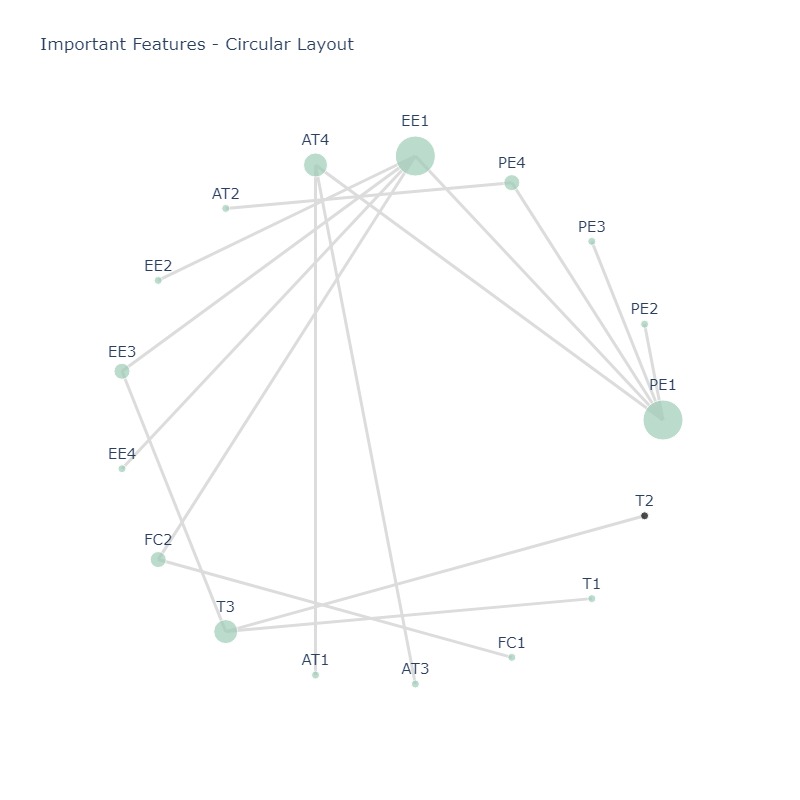 Important Features - Circular Layout
EE1
AT4
PE4
AT2
PE3
EE2
PE2
EE3
PE1
EE4
T2
FC2
T1
T3
FC1
AT1
AT3